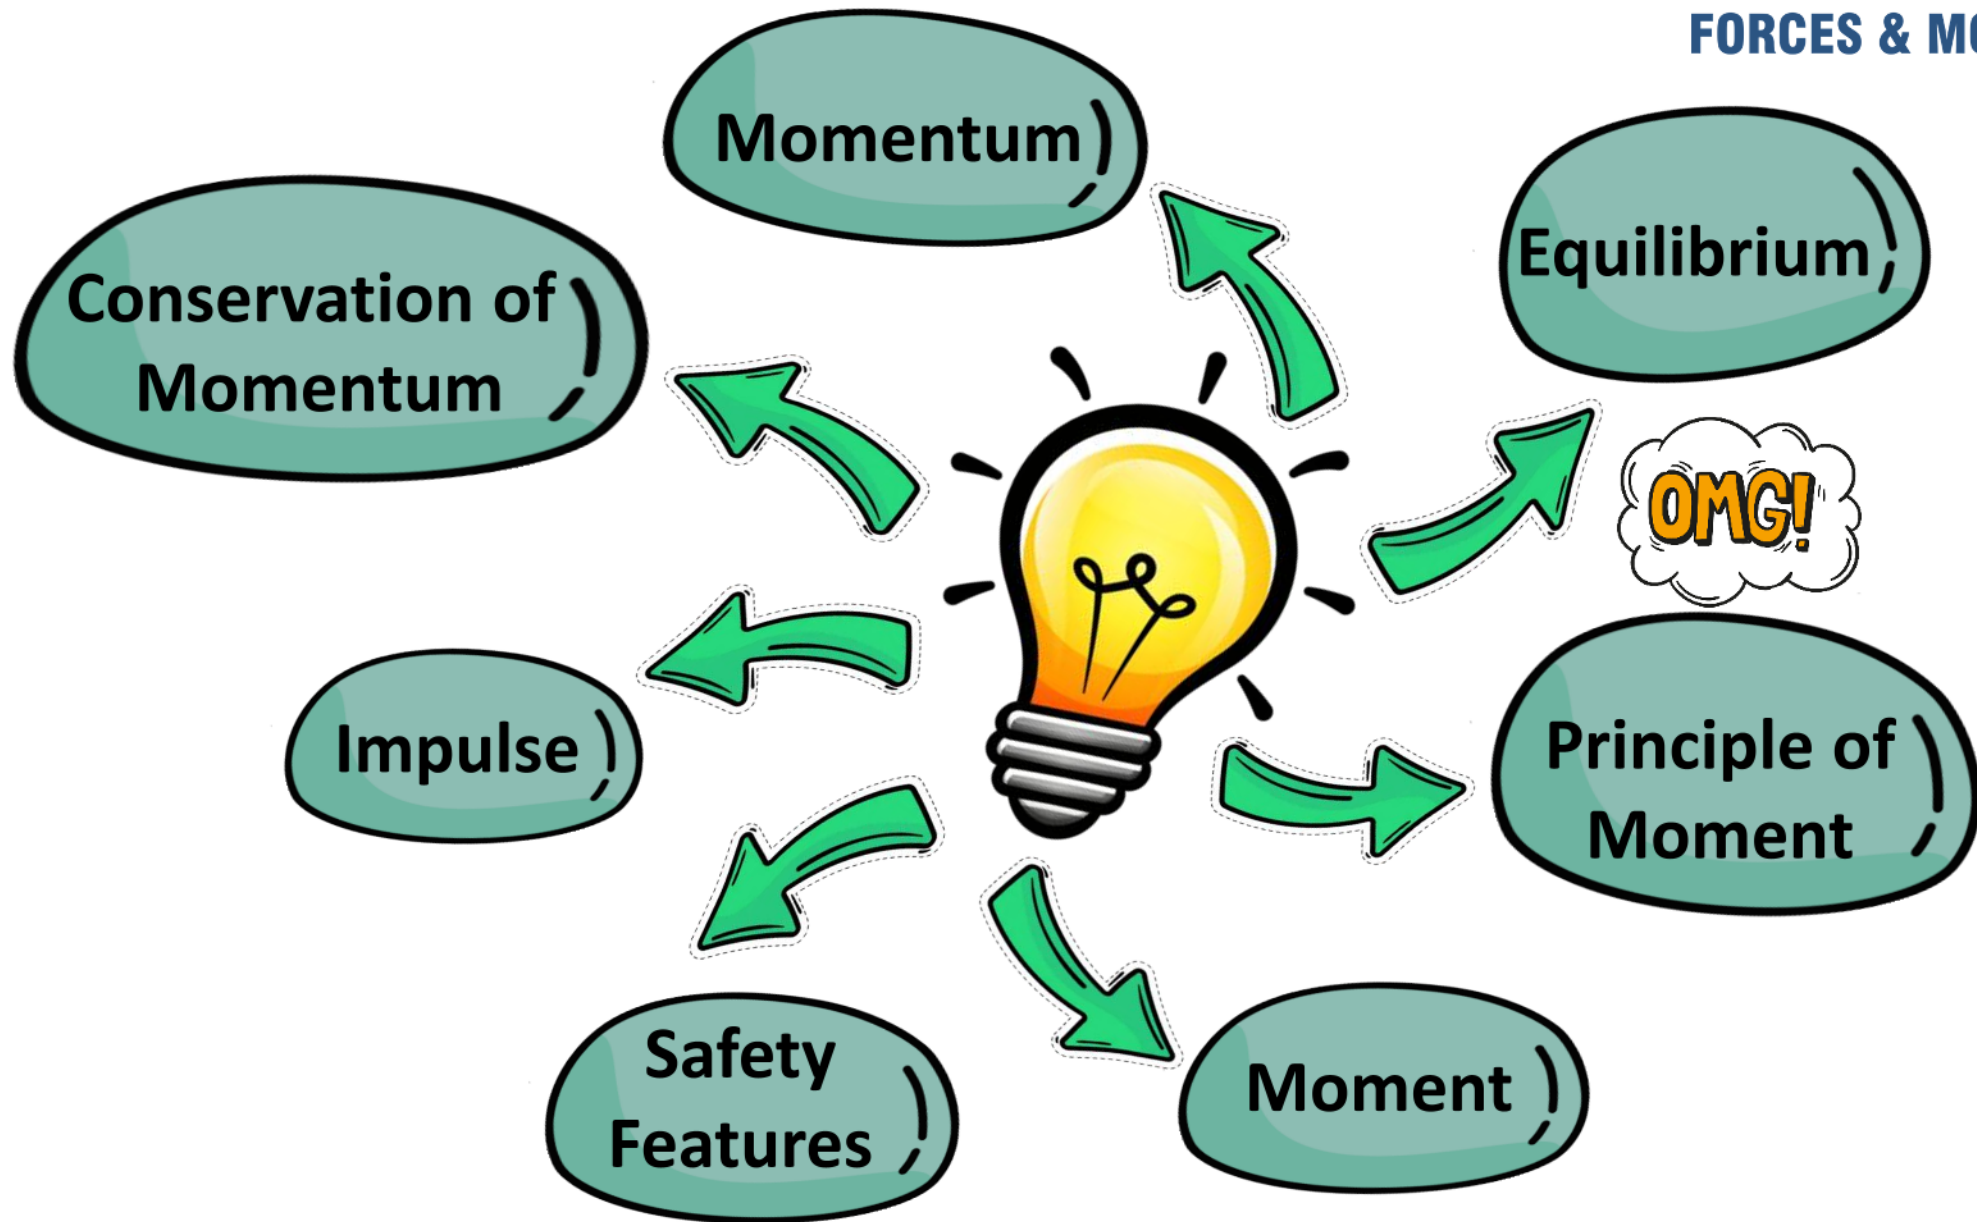 FORCES & MO
Momentum
Equilibrium
Conservation of
Momentum
OMG!
Impulse
Principle of
Moment
Safety
Features
Moment